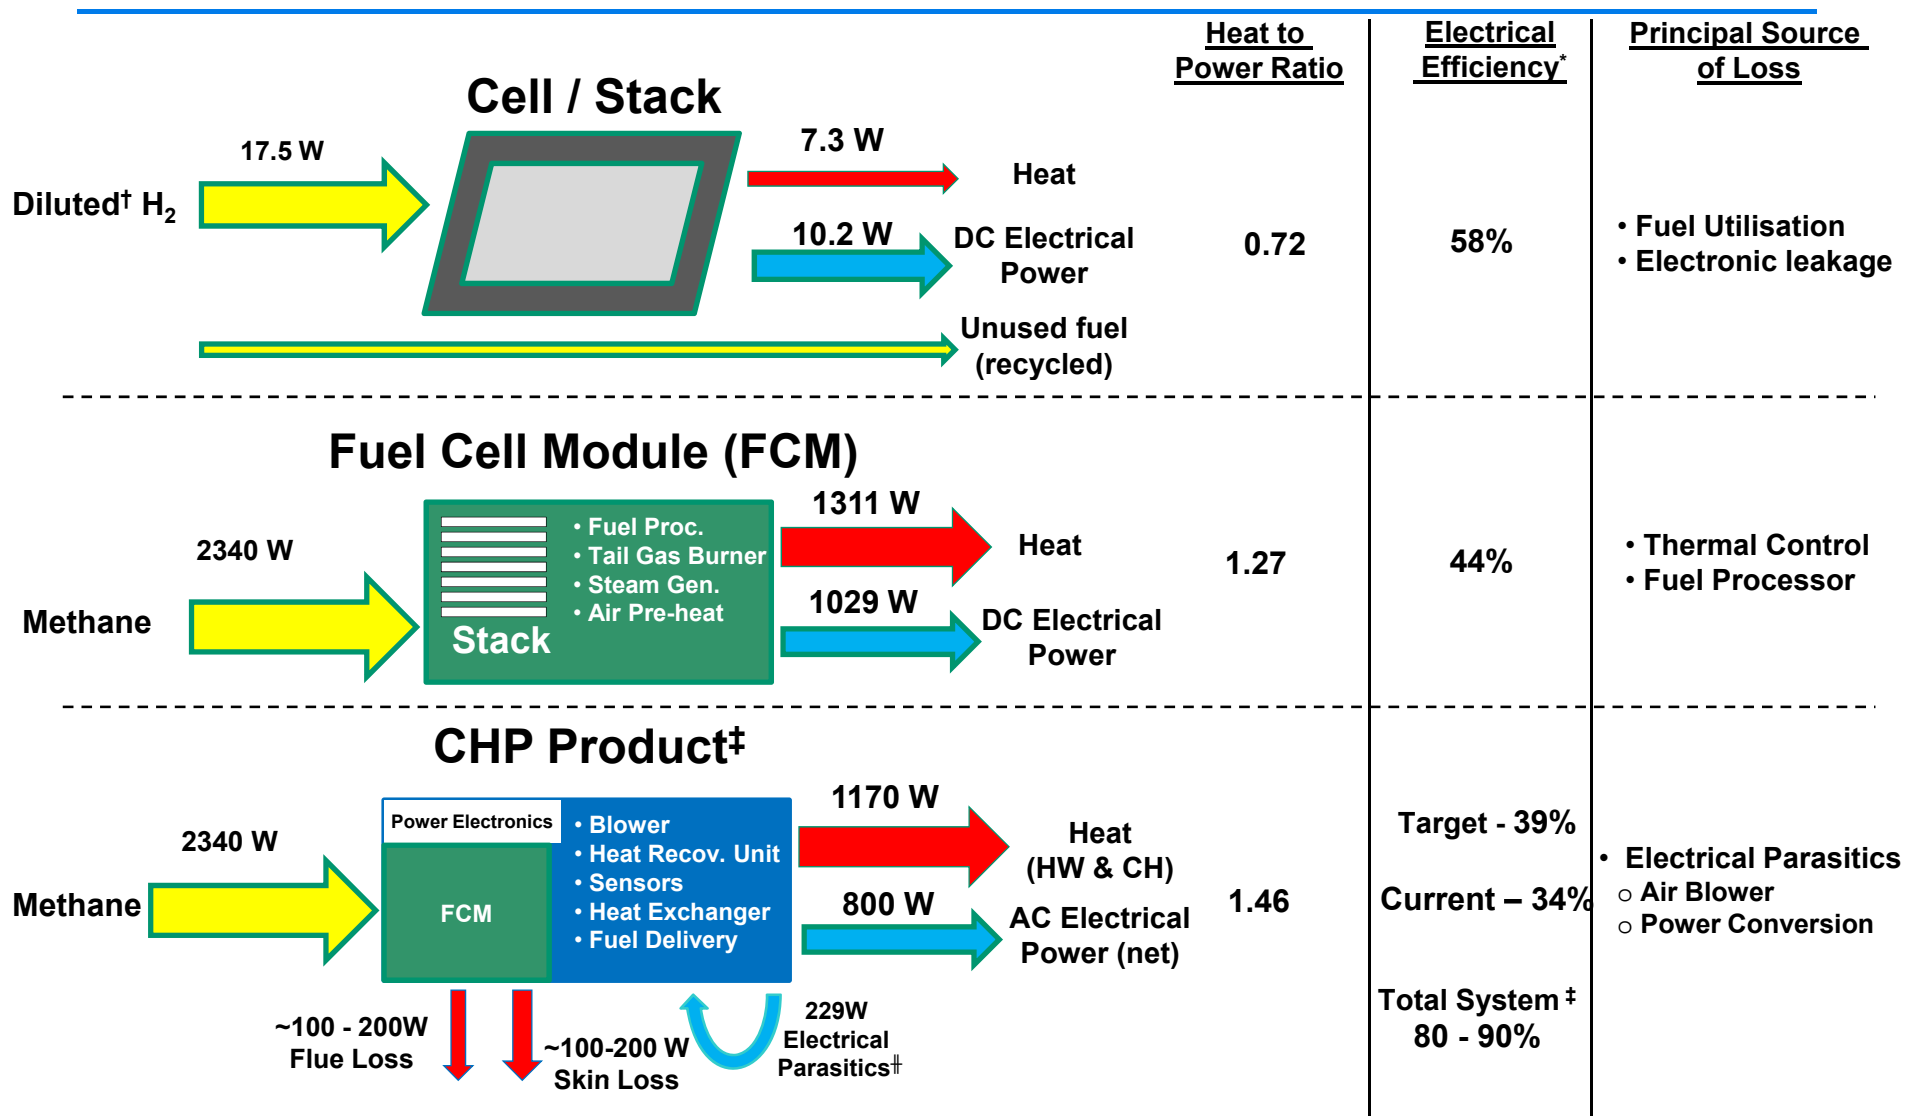 Heat to
Power Ratio
Electrical
Efficiency*
Principal Source
of Loss
Cell / Stack
17.5 W
Diluted† H2
7.3 W
Heat
10.2 W
DC Electrical
Power
Unused fuel
(recycled)
0.72
58%
• Fuel Utilisation
• Electronic leakage
Fuel Cell Module (FCM)
2340 W
Methane
• Fuel Proc.
• Tail Gas Burner
• Steam Gen.
• Air Pre-heat
Stack
1311 W
Heat
1029 W
DC Electrical
Power
1.27
44%
• Thermal Control
• Fuel Processor
CHP Product‡
2340 W
Methane
Power Electronics
FCM
• Blower
• Heat Recov. Unit
• Sensors
• Heat Exchanger
• Fuel Delivery
1170 W
Heat
(HW & CH)
800 W
AC Electrical
Power (net)
~100 - 200W
Flue Loss
~100-200 W
Skin Loss
229W
Electrical
Parasitics⧺
1.46
Target - 39%
Current – 34%
Total System ‡
80 - 90%
• Electrical Parasitics
o Air Blower
o Power Conversion